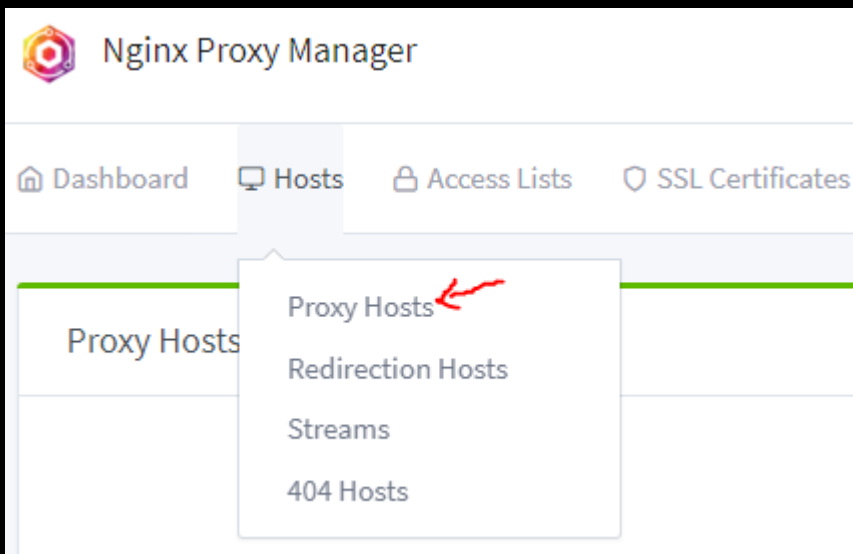 Nginx Proxy Manager
Dashboard Hosts Access Lists SSL Certificates
Proxy Hosts
Proxy Hosts
Redirection Hosts
Streams
404 Hosts